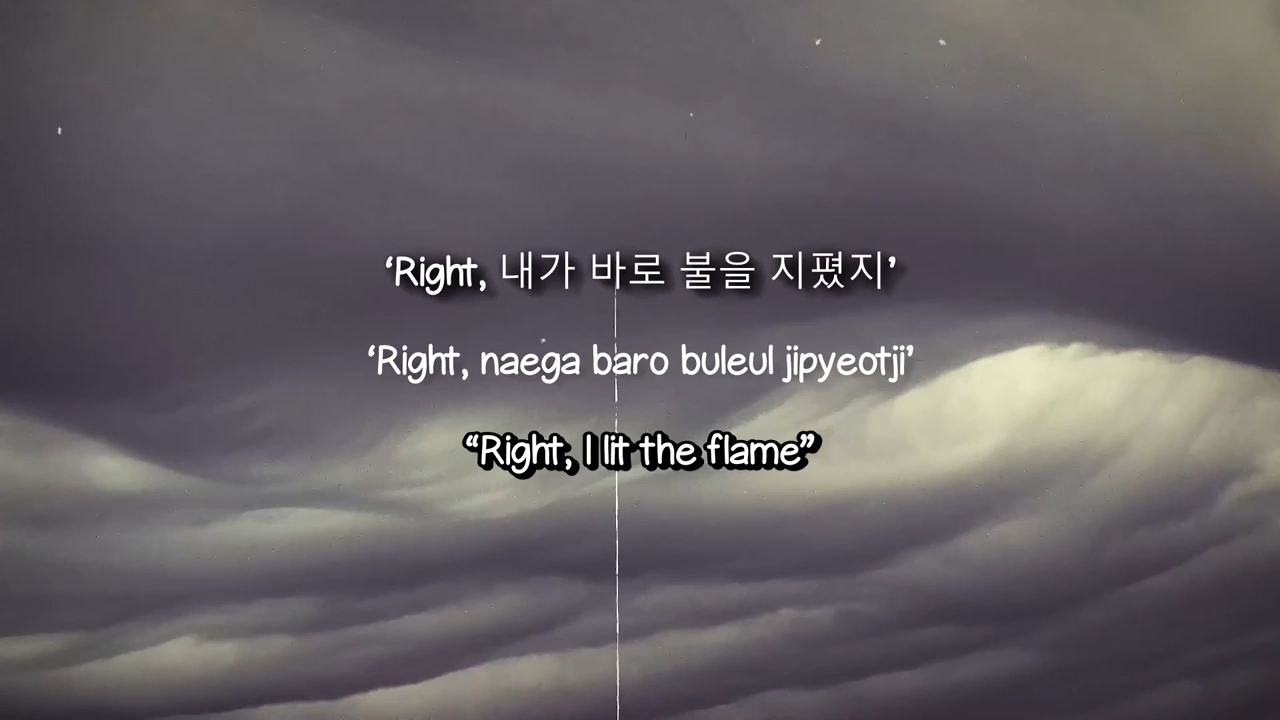 ‘Right, 내가 바로 불을 지폈지’
‘Right, naega baro buleul jipyeotji’
“Right, I lit the flame”